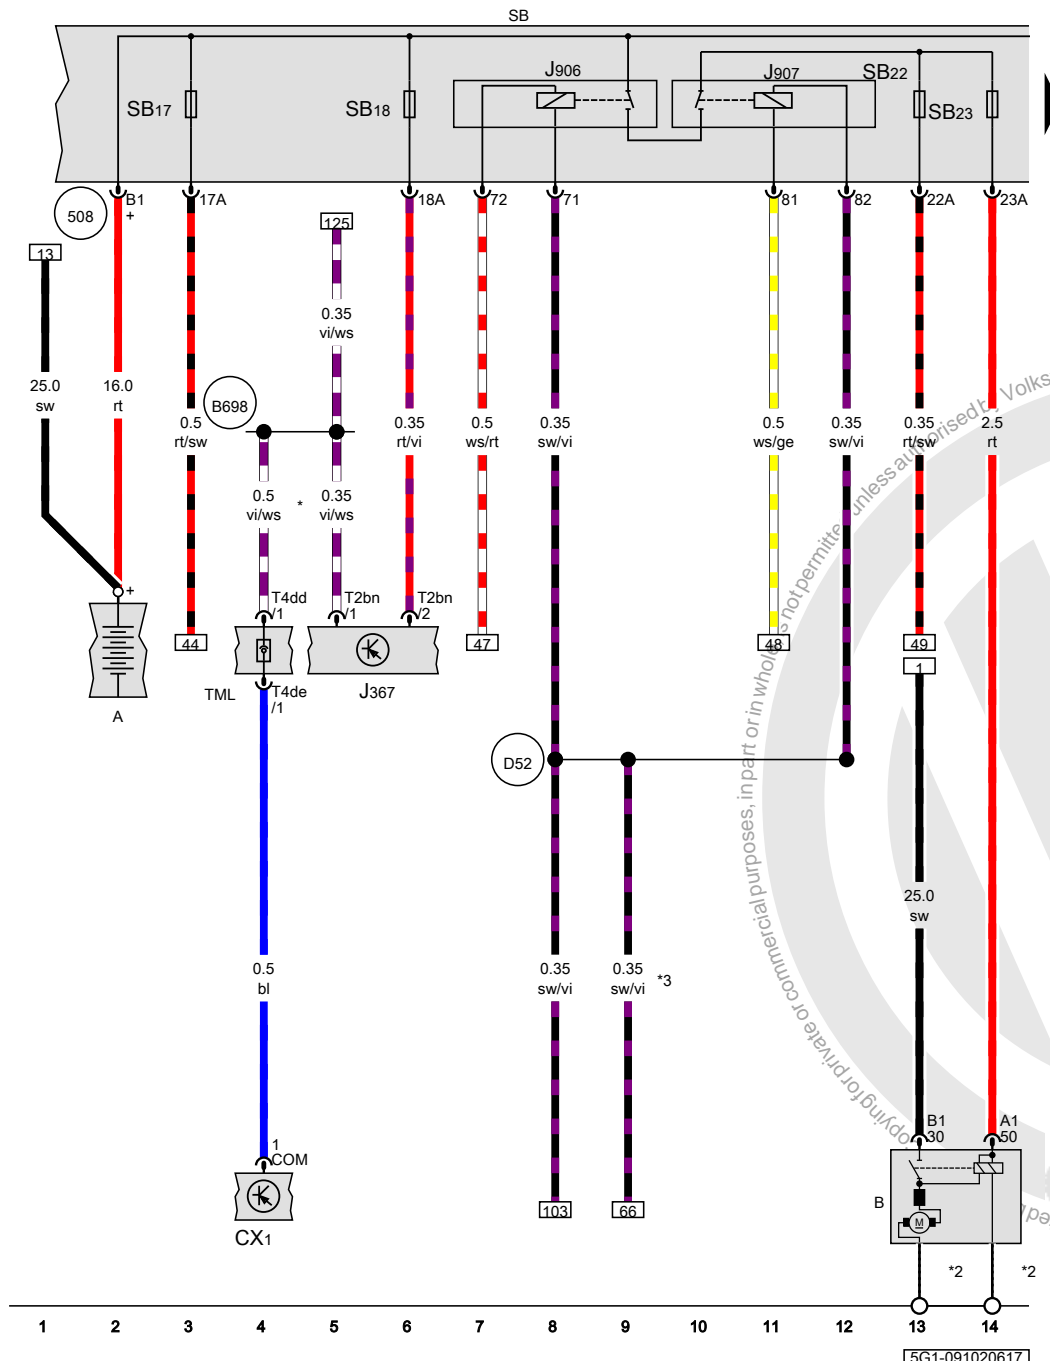 SB
J906
J907
SB22
SB17
SB18
SB23
508
B1
+
17A
18A
72
71
81
82
22A
23A
13
125
0.35
vi/ws
25.0
sw
16.0
rt
B698
0.5
rt/sw
0.35
rt/vi
0.5
ws/rt
0.35
sw/vi
0.5
ws/ge
0.35
sw/vi
0.35
rt/sw
2.5
rt
0.5
vi/ws
*
0.35
vi/ws
+
T4dd
/1
T2bn
/1
T2bn
/2
44
47
48
49
1
TML
T4de
/1
J367
A
D52
25.0
sw
0.5
bl
0.35
sw/vi
0.35
sw/vi
*3
1
COM
B1
30
A1
50
CX1
103
66
B
M
*2
*2
1 2 3 4 5 6 7 8 9 10 11 12 13 14
5G1-091020617
opying for private or commercial purposes, in part or in whole, is not permitte unless authorised by Volks